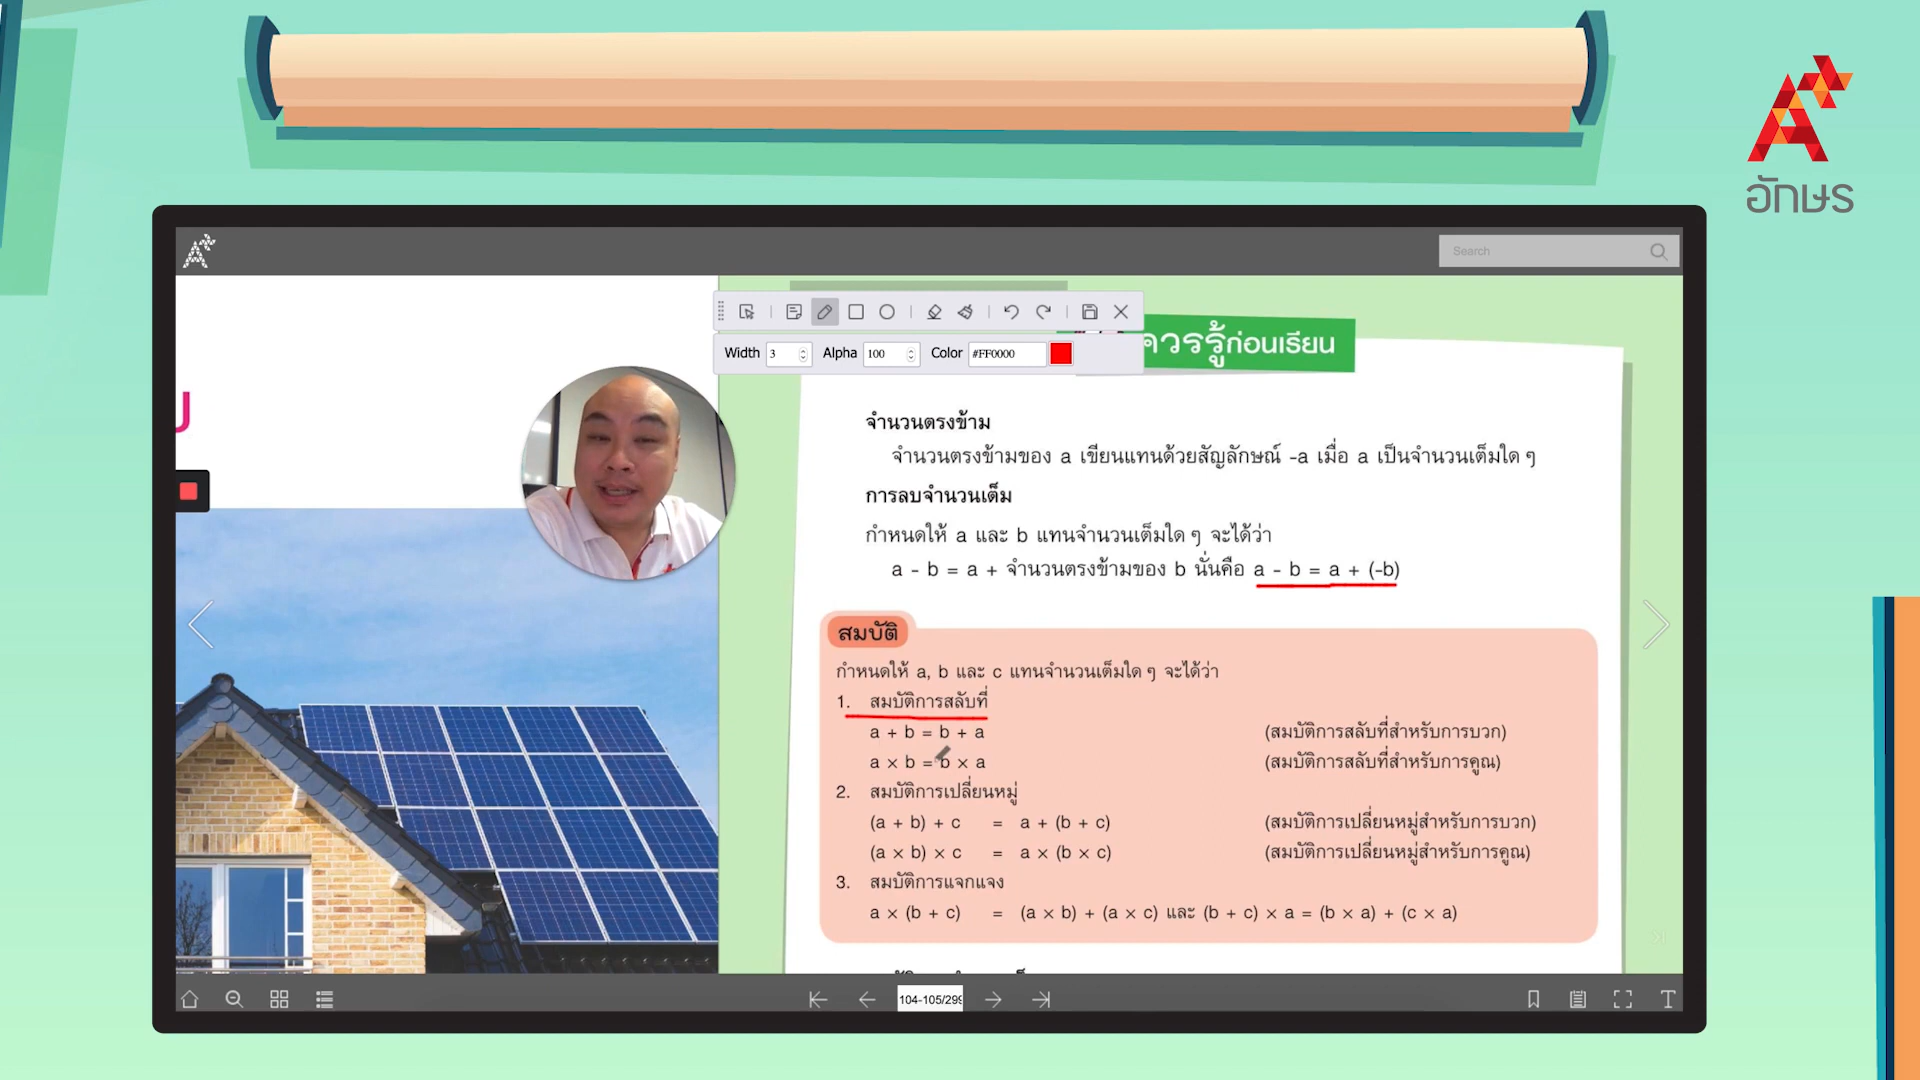 อักษร
Search
Width 3 Alpha 100 Color #FF0000
ควรรู้ก่อนเรียน
จำนวนตรงข้าม
จำนวนตรงข้ามของ a เขียนแทนด้วยสัญลักษณ์ -a เมื่อ a เป็นจำนวนเต็มใด ๆ
การลบจำนวนเต็ม
กำหนดให้ a และ b แทนจำนวนเต็มใด ๆ จะได้ว่า
a - b = a + จำนวนตรงข้ามของ b นั่นคือ a - b = a + (-b)
สมบัติ
กำหนดให้ a, b และ c แทนจำนวนเต็มใด ๆ จะได้ว่า
1. สมบัติการสลับที่
a + b = b + a (สมบัติการสลับที่สำหรับการบวก)
a × b = b × a (สมบัติการสลับที่สำหรับการคูณ)
2. สมบัติการเปลี่ยนหมู่
(a + b) + c = a + (b + c) (สมบัติการเปลี่ยนหมู่สำหรับการบวก)
(a × b) × c = a × (b × c) (สมบัติการเปลี่ยนหมู่สำหรับการคูณ)
3. สมบัติการแจกแจง
a × (b + c) = (a × b) + (a × c) และ (b + c) × a = (b × a) + (c × a)
104-105/299